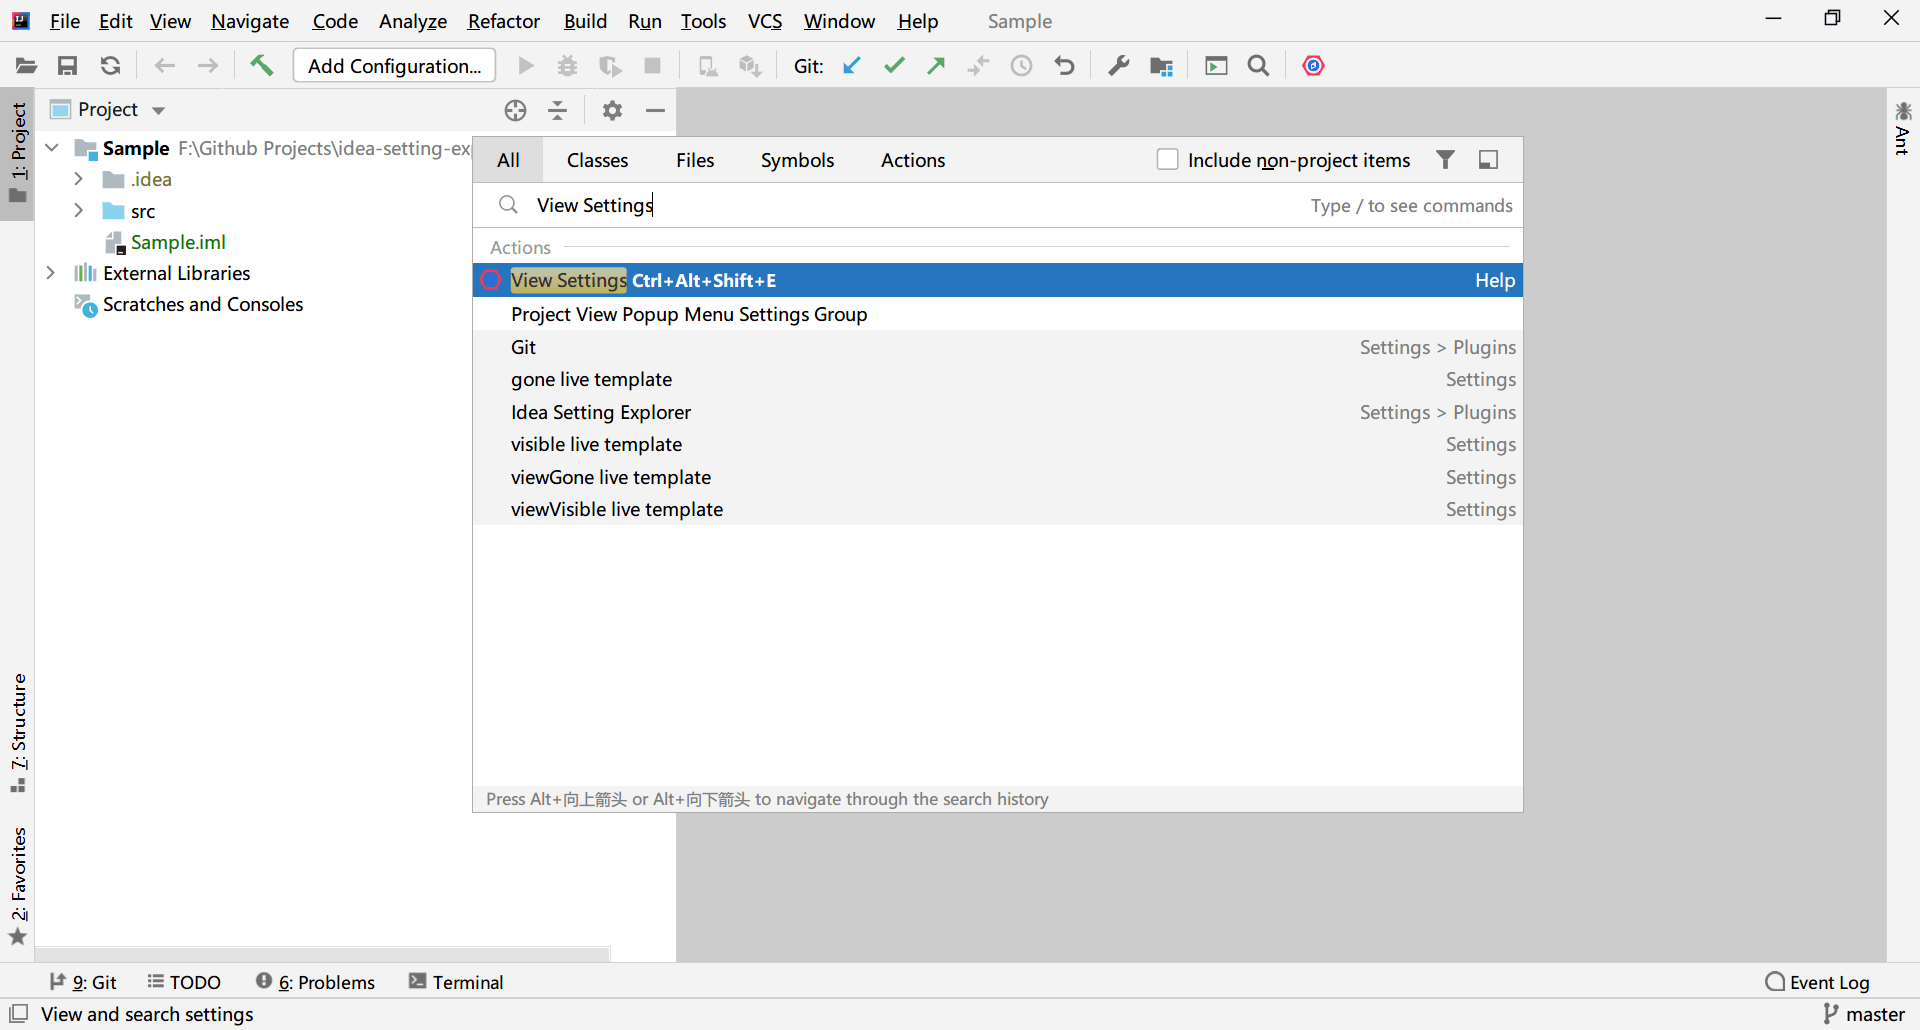 File Edit View Navigate Code Analyze Refactor Build Run Tools VCS Window Help Sample
Add Configuration... Git:
Project
1: Project
Ant
Sample F:\Github Projects\idea-setting-ex
.idea
src
Sample.iml
External Libraries
Scratches and Consoles
All Classes Files Symbols Actions Include non-project items
View Settings Type / to see commands
Actions
View Settings Ctrl+Alt+Shift+E Help
Project View Popup Menu Settings Group
Git Settings > Plugins
gone live template Settings
Idea Setting Explorer Settings > Plugins
visible live template Settings
viewGone live template Settings
viewVisible live template Settings
Press Alt+向上箭头 or Alt+向下箭头 to navigate through the search history
7: Structure
2: Favorites
9: Git TODO 6: Problems Terminal Event Log
View and search settings master